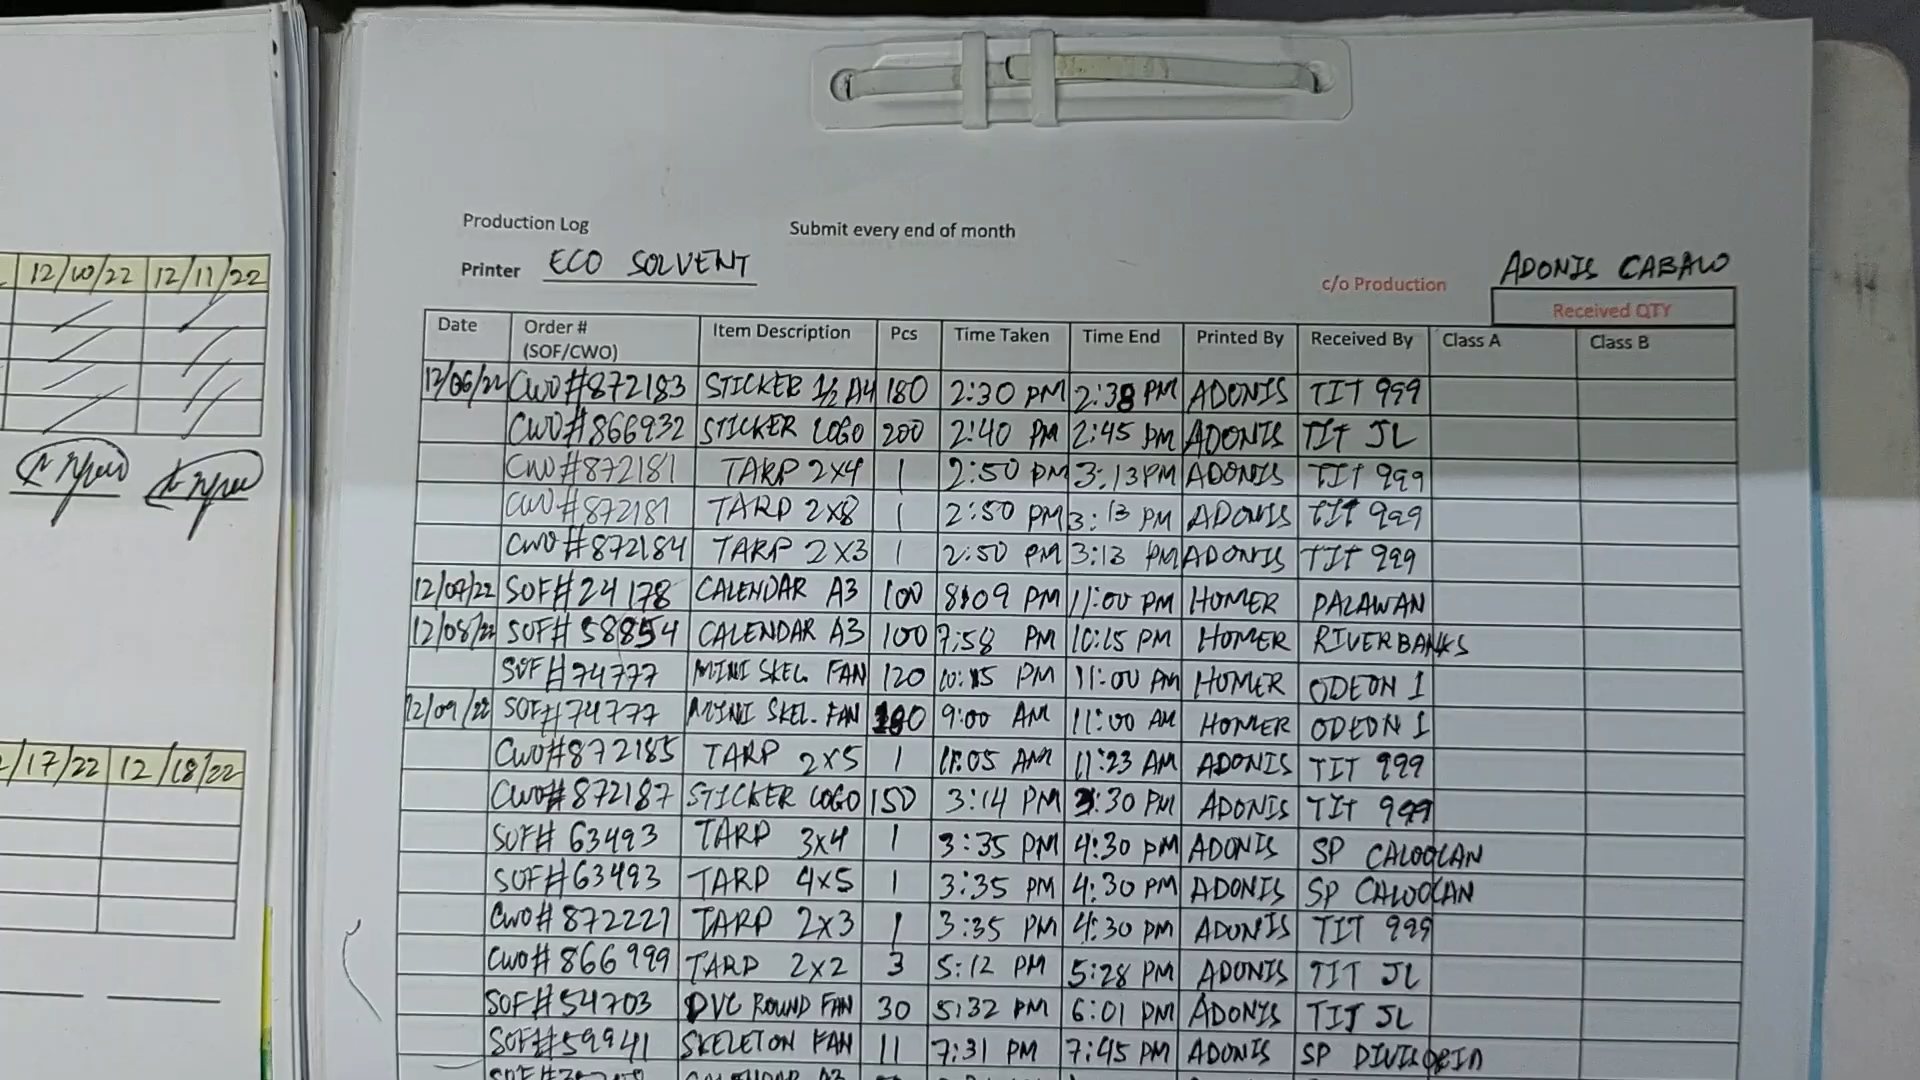 12/10/22 12/11/22
/17/22 12/18/22
Production Log Submit every end of month
Printer ECO SOLVENT
c/o Production ADONIS CABALO
Received QTY
Date Order # (SOF/CWO) Item Description Pcs Time Taken Time End Printed By Received By Class A Class B
12/06/22 CWO#872183 STICKER 1/2 A4 180 2:30 PM 2:38 PM ADONIS TIT 999
CWO#866932 STICKER LOGO 200 2:40 PM 2:45 PM ADONIS TIT JL
CWO#872181 TARP 2x4 1 2:50 PM 3:13 PM ADONIS TIT 999
CWO#872181 TARP 2x8 1 2:50 PM 3:13 PM ADONIS TIT 999
CWO#872184 TARP 2x3 1 2:50 PM 3:13 PM ADONIS TIT 999
12/07/22 SOF#24178 CALENDAR A3 100 8:09 PM 11:00 PM HOMER PALAWAN
12/08/22 SOF#58854 CALENDAR A3 100 7:58 PM 10:15 PM HOMER RIVERBANKS
SOF#74777 MINI SKEL. FAN 120 10:15 PM 11:00 PM HOMER ODEON 1
12/09/22 SOF#74777 MINI SKEL. FAN 9:00 AM 11:00 AM HOMER ODEON 1
CWO#872185 TARP 2x5 1 11:05 AM 11:23 AM ADONIS TIT 999
CWO#872187 STICKER LOGO 150 3:14 PM 3:30 PM ADONIS TIT 999
SOF# 63493 TARP 3x4 1 3:35 PM 4:30 PM ADONIS SP CALOOCAN
SOF#63493 TARP 4x5 1 3:35 PM 4:30 PM ADONIS SP CALOOCAN
CWO# 872221 TARP 2x3 1 3:35 PM 4:30 PM ADONIS TIT 999
CWO# 866999 TARP 2x2 3 5:12 PM 5:28 PM ADONIS TIT JL
SOF#54703 PVC ROUND FAN 30 5:32 PM 6:01 PM ADONIS TIT JL
SOF#59941 SKELETON FAN 11 7:31 PM 7:45 PM ADONIS SP DIVISORIA
CALENDAR A3